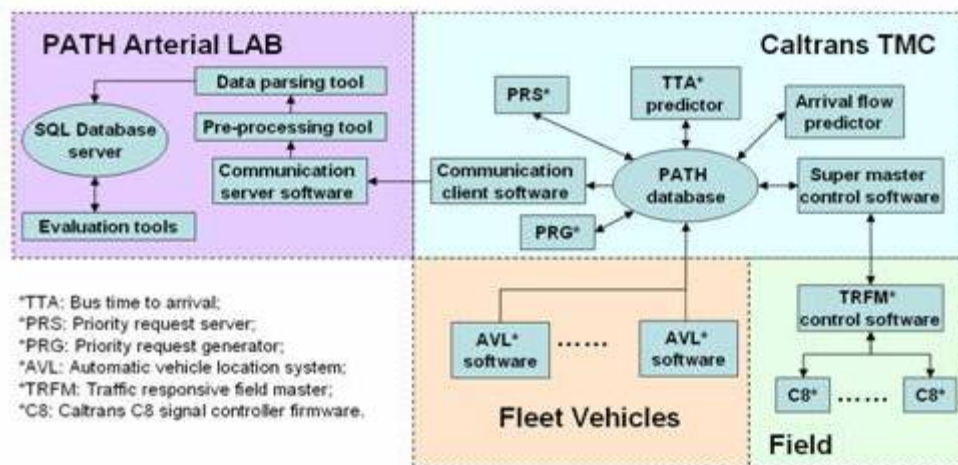 PATH Arterial LAB
Data parsing tool
SQL Database
server
Pre-processing tool
Communication
server software
Evaluation tools
Caltrans TMC
PRS*
TTA*
predictor
Arrival flow
predictor
Communication
client software
PATH
database
Super master
control software
PRG*
*TTA: Bus time to arrival;
*PRS: Priority request server;
*PRG: Priority request generator;
*AVL: Automatic vehicle location system;
*TRFM: Traffic responsive field master;
*C8: Caltrans C8 signal controller firmware.
AVL*
software
......
AVL*
software
Fleet Vehicles
TRFM*
control software
C8*
......
C8*
Field